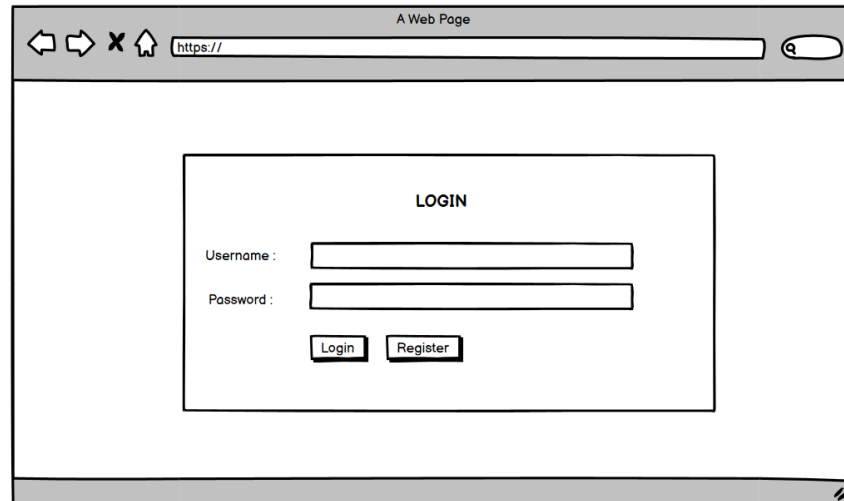 A Web Page
https://
LOGIN
Username :
Password :
Login Register